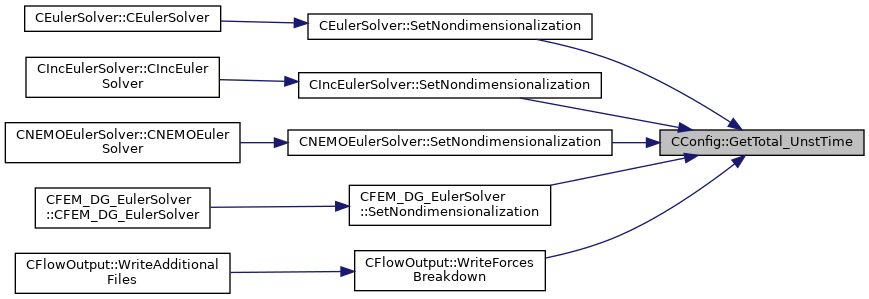 CEulerSolver::CEulerSolver
CEulerSolver::SetNondimensionalization
CIncEulerSolver::CIncEuler
Solver
CIncEulerSolver::SetNondimensionalization
CNEMOEulerSolver::CNEMOEuler
Solver
CNEMOEulerSolver::SetNondimensionalization
CConfig::GetTotal_UnstTime
CFEM_DG_EulerSolver
::CFEM_DG_EulerSolver
CFEM_DG_EulerSolver
::SetNondimensionalization
CFlowOutput::WriteAdditional
Files
CFlowOutput::WriteForces
Breakdown